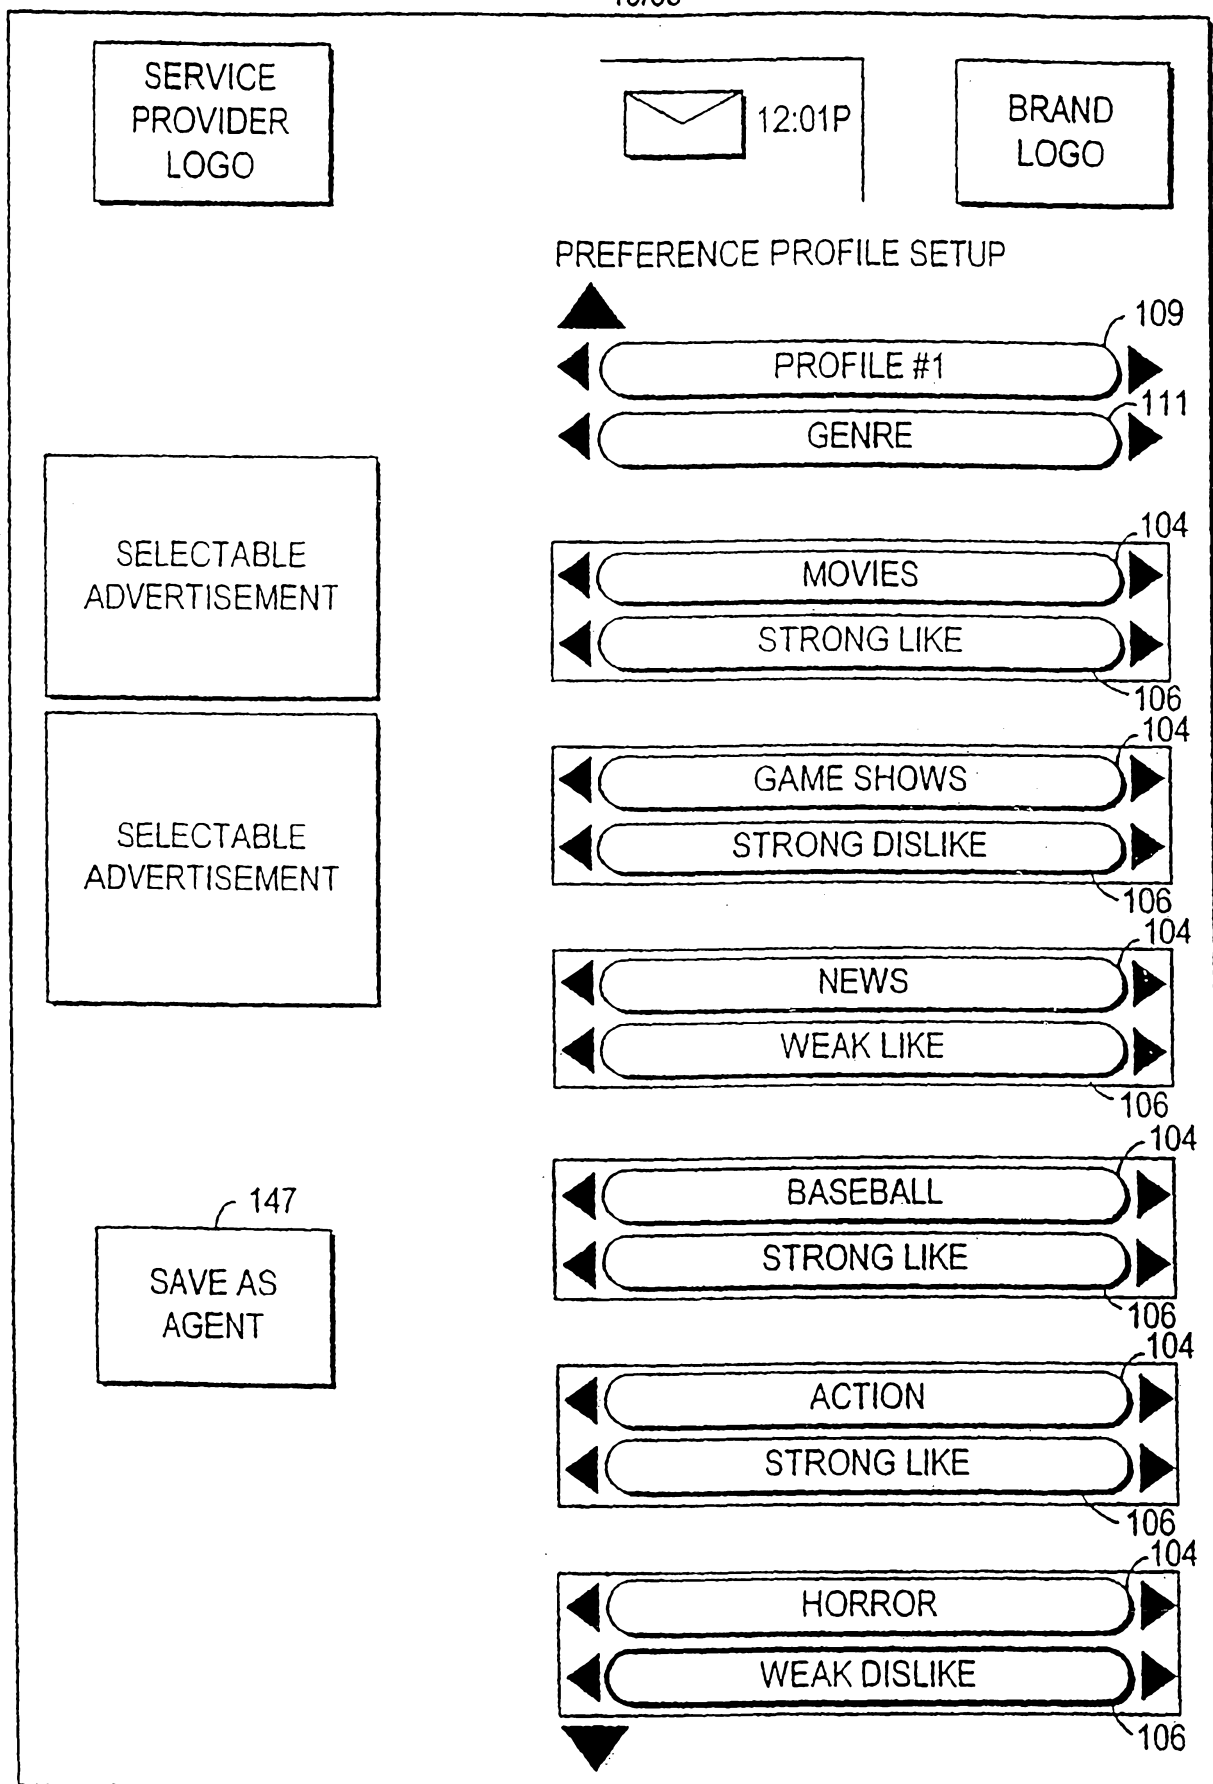 SERVICE
PROVIDER
LOGO
12:01P
BRAND
LOGO
PREFERENCE PROFILE SETUP
109
PROFILE #1
111
GENRE
SELECTABLE
ADVERTISEMENT
104
MOVIES
STRONG LIKE
106
SELECTABLE
ADVERTISEMENT
104
GAME SHOWS
STRONG DISLIKE
106
104
NEWS
WEAK LIKE
106
147
SAVE AS
AGENT
104
BASEBALL
STRONG LIKE
106
104
ACTION
STRONG LIKE
106
104
HORROR
WEAK DISLIKE
106